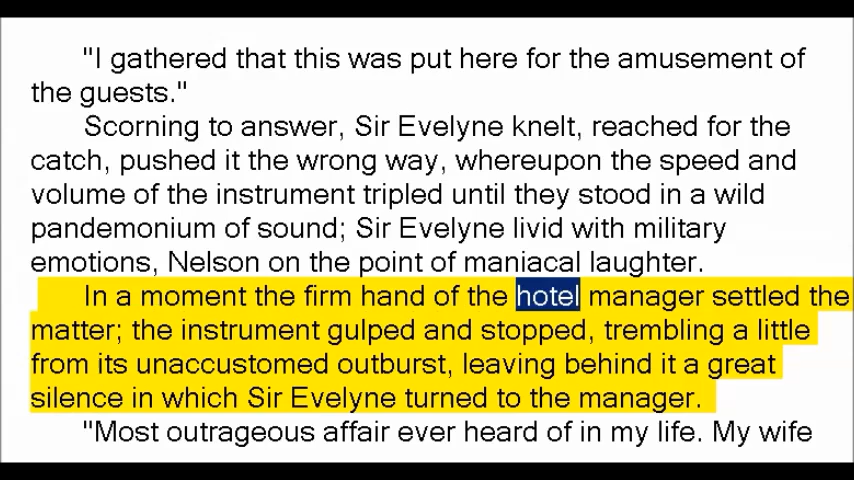 "I gathered that this was put here for the amusement of
the guests."
Scorning to answer, Sir Evelyne knelt, reached for the
catch, pushed it the wrong way, whereupon the speed and
volume of the instrument tripled until they stood in a wild
pandemonium of sound; Sir Evelyne livid with military
emotions, Nelson on the point of maniacal laughter.
In a moment the firm hand of the hotel manager settled the
matter; the instrument gulped and stopped, trembling a little
from its unaccustomed outburst, leaving behind it a great
silence in which Sir Evelyne turned to the manager.
"Most outrageous affair ever heard of in my life. My wife